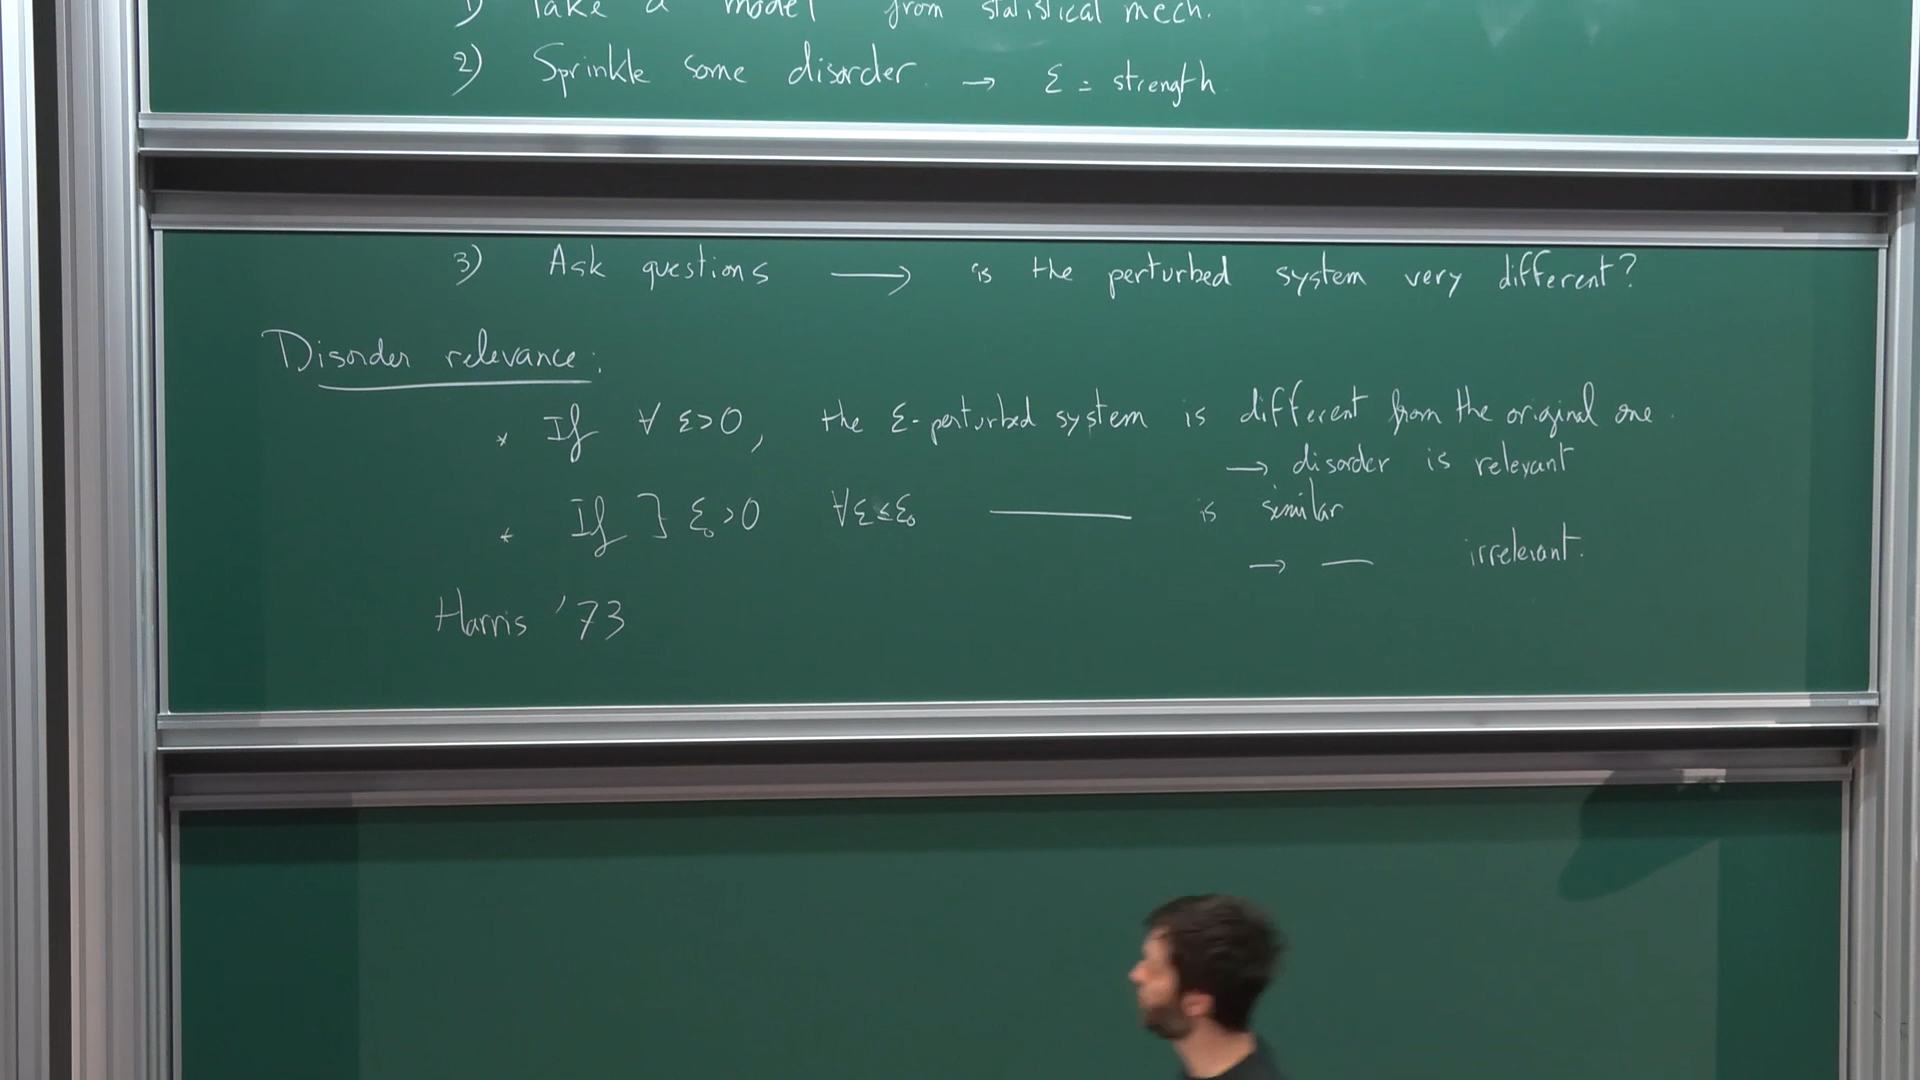 1) Take a model from statistical mech.
2) Sprinkle some disorder. → ε = strength
3) Ask questions ⟶ is the perturbed system very different?
Disorder relevance:
* If ∀ ε>0, the ε-perturbed system is different from the original one.
→ disorder is relevant
* If ∃ ε₀>0 ∀ε≤ε₀ —— is similar
→ — irrelevant.
Harris '73